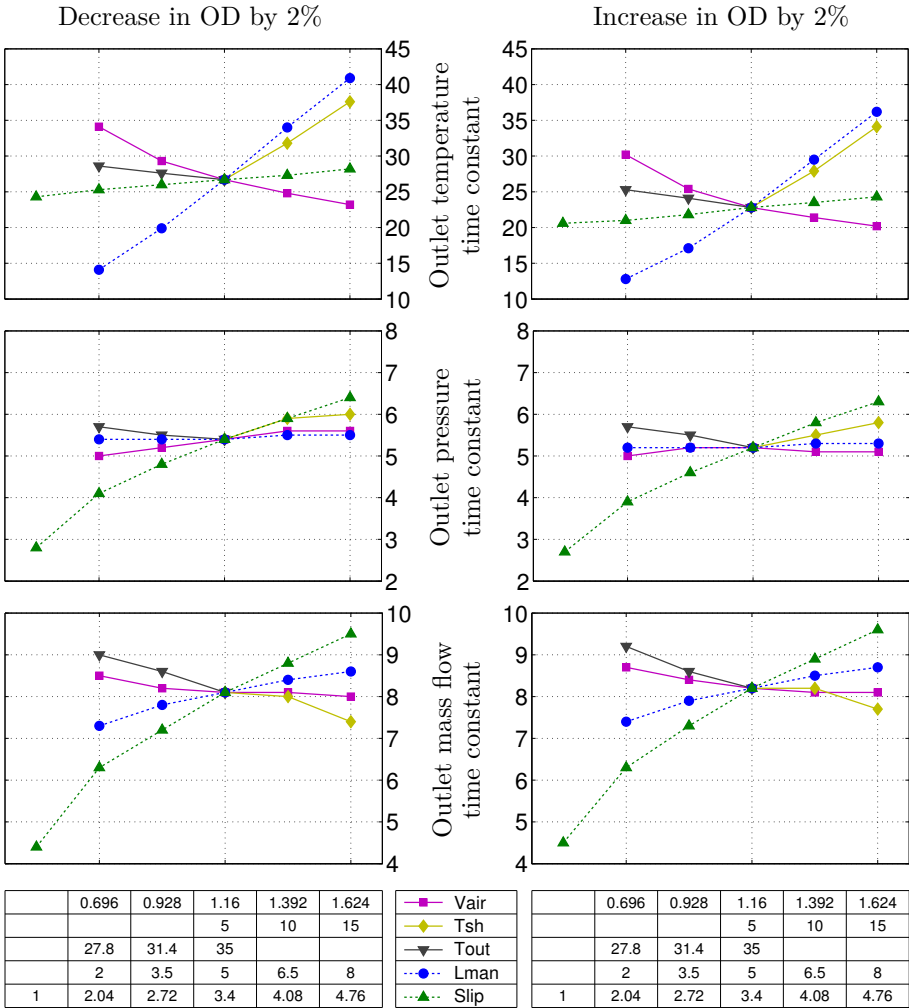 Decrease in OD by 2%
Increase in OD by 2%
45
40
35
30
25
20
15
10
Outlet temperature
time constant
45
40
35
30
25
20
15
10
8
7
6
5
4
3
2
Outlet pressure
time constant
8
7
6
5
4
3
2
10
9
8
7
6
5
4
Outlet mass flow
time constant
10
9
8
7
6
5
4
0.696 0.928 1.16 1.392 1.624
5 10 15
27.8 31.4 35
2 3.5 5 6.5 8
1 2.04 2.72 3.4 4.08 4.76
Vair
Tsh
Tout
Lman
Slip
0.696 0.928 1.16 1.392 1.624
5 10 15
27.8 31.4 35
2 3.5 5 6.5 8
1 2.04 2.72 3.4 4.08 4.76